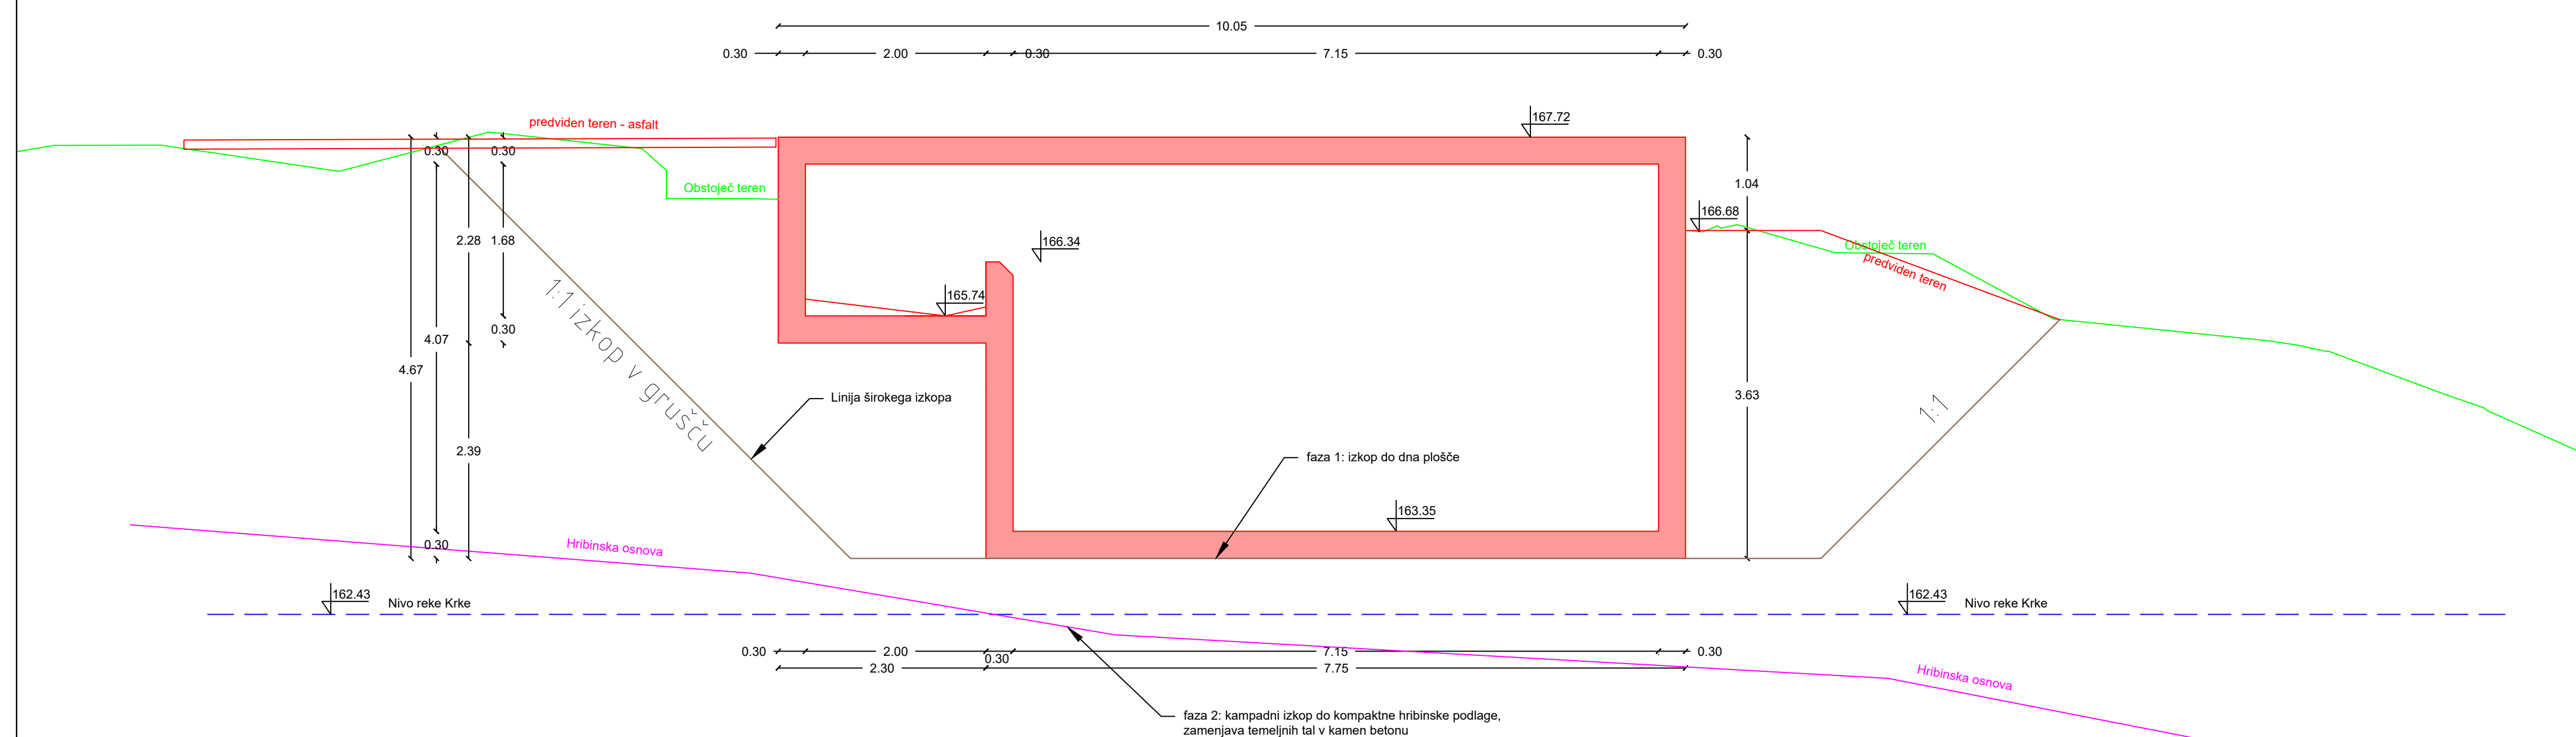 10.05
0.30 2.00 0.30 7.15 0.30
predviden teren - asfalt
167.72
0.30 0.30
1.04
Obstoječ teren
166.68
2.28 1.68
166.34
Obstoječ teren
predviden teren
165.74
0.30
4.07
4.67
1:1 izkop v grušču
Linija širokega izkopa
3.63
1:1
2.39
faza 1: izkop do dna plošče
163.35
0.30
Hribinska osnova
162.43
Nivo reke Krke
162.43
Nivo reke Krke
0.30 2.00 0.30 7.15 0.30
2.30 7.75
Hribinska osnova
faza 2: kampadni izkop do kompaktne hribinske podlage,
zamenjava temeljnih tal v kamen betonu